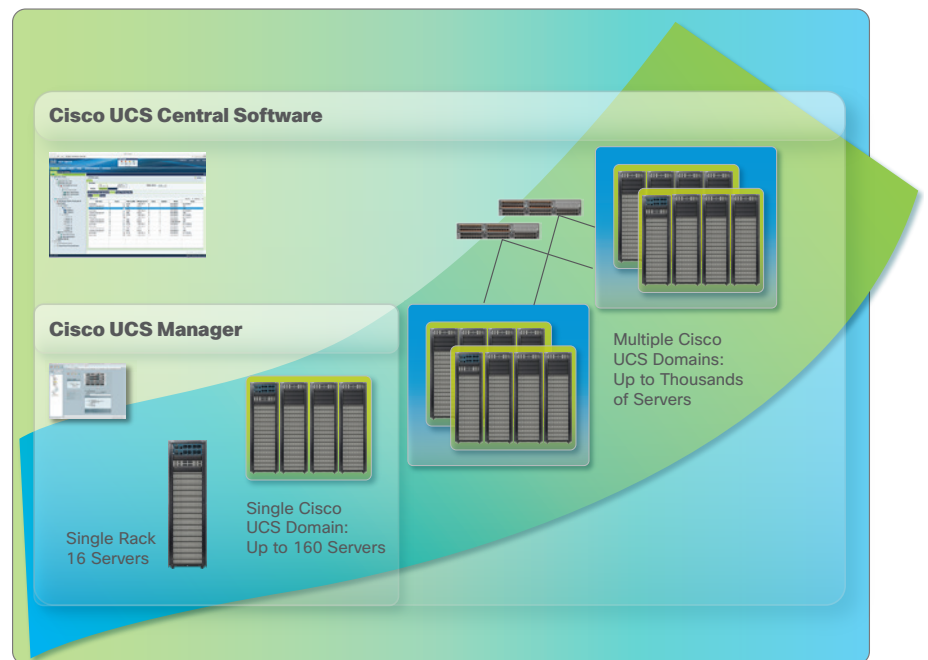 Cisco UCS Central Software
Cisco UCS Manager
Multiple Cisco
UCS Domains:
Up to Thousands
of Servers
Single Cisco
UCS Domain:
Up to 160 Servers
Single Rack
16 Servers